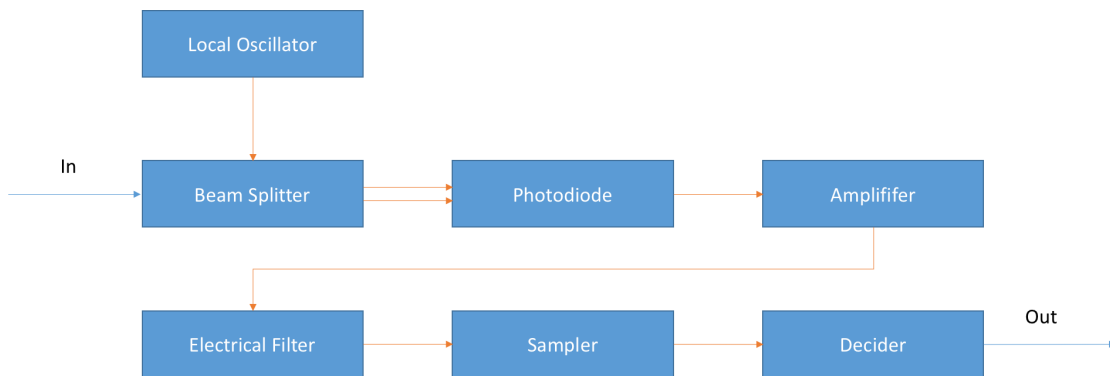 Local Oscillator
In
Beam Splitter
Photodiode
Amplififer
Electrical Filter
Sampler
Decider
Out